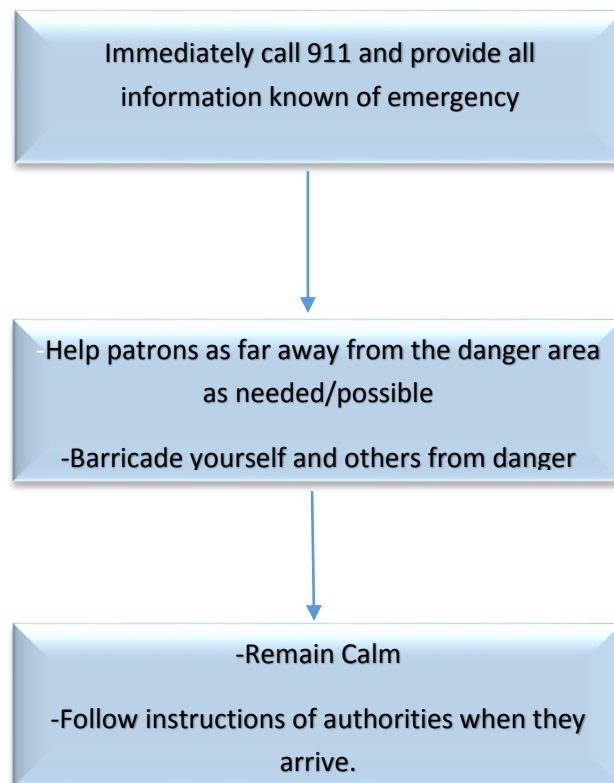 Immediately call 911 and provide all
information known of emergency
-Help patrons as far away from the danger area
as needed/possible
-Barricade yourself and others from danger
-Remain Calm
-Follow instructions of authorities when they
arrive.